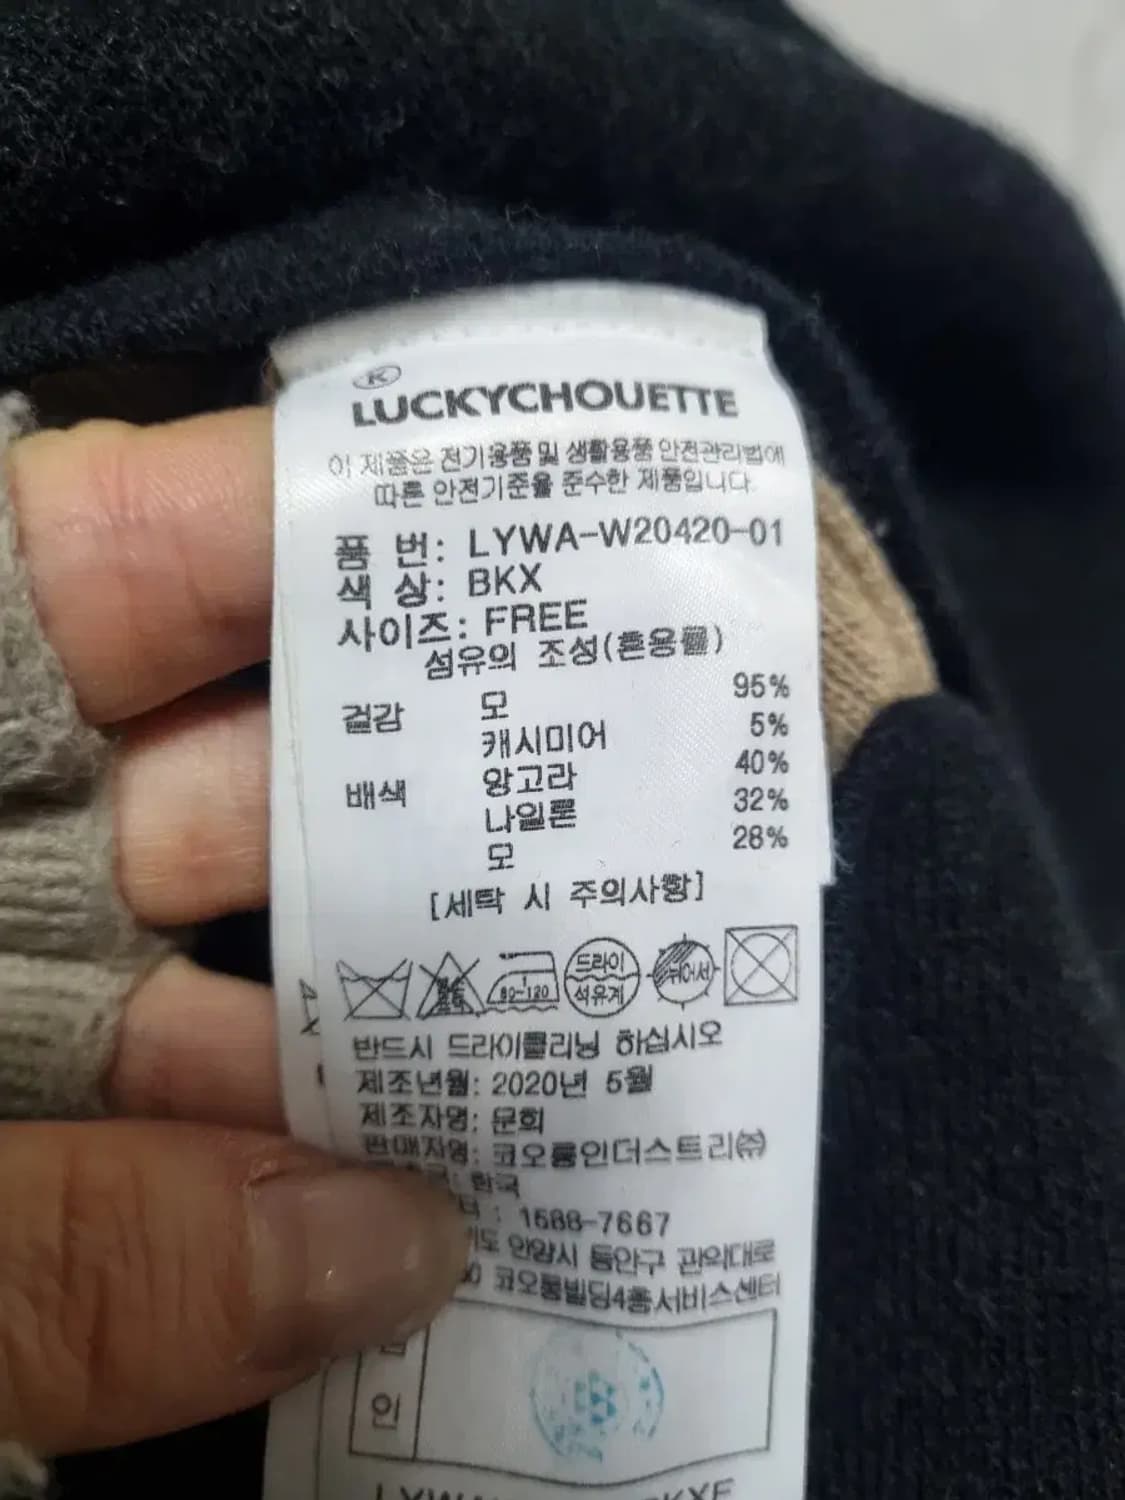 K
LUCKYCHOUETTE
이 제품은 전기용품 및 생활용품 안전관리법에
따른 안전기준을 준수한 제품입니다.
품 번: LYWA-W20420-01
색 상: BKX
사이즈: FREE
섬유의 조성(혼용률)
겉감 모 95%
캐시미어 5%
배색 앙고라 40%
나일론 32%
모 28%
[세탁 시 주의사항]
80-120
드라이
석유계
뉘어서
반드시 드라이클리닝 하십시오
제조년월: 2020년 5월
제조자명: 문희
판매자명: 코오롱인더스트리㈜
한국
1588-7667
안양시 동안구 관악대로
코오롱빌딩4층서비스센터
인